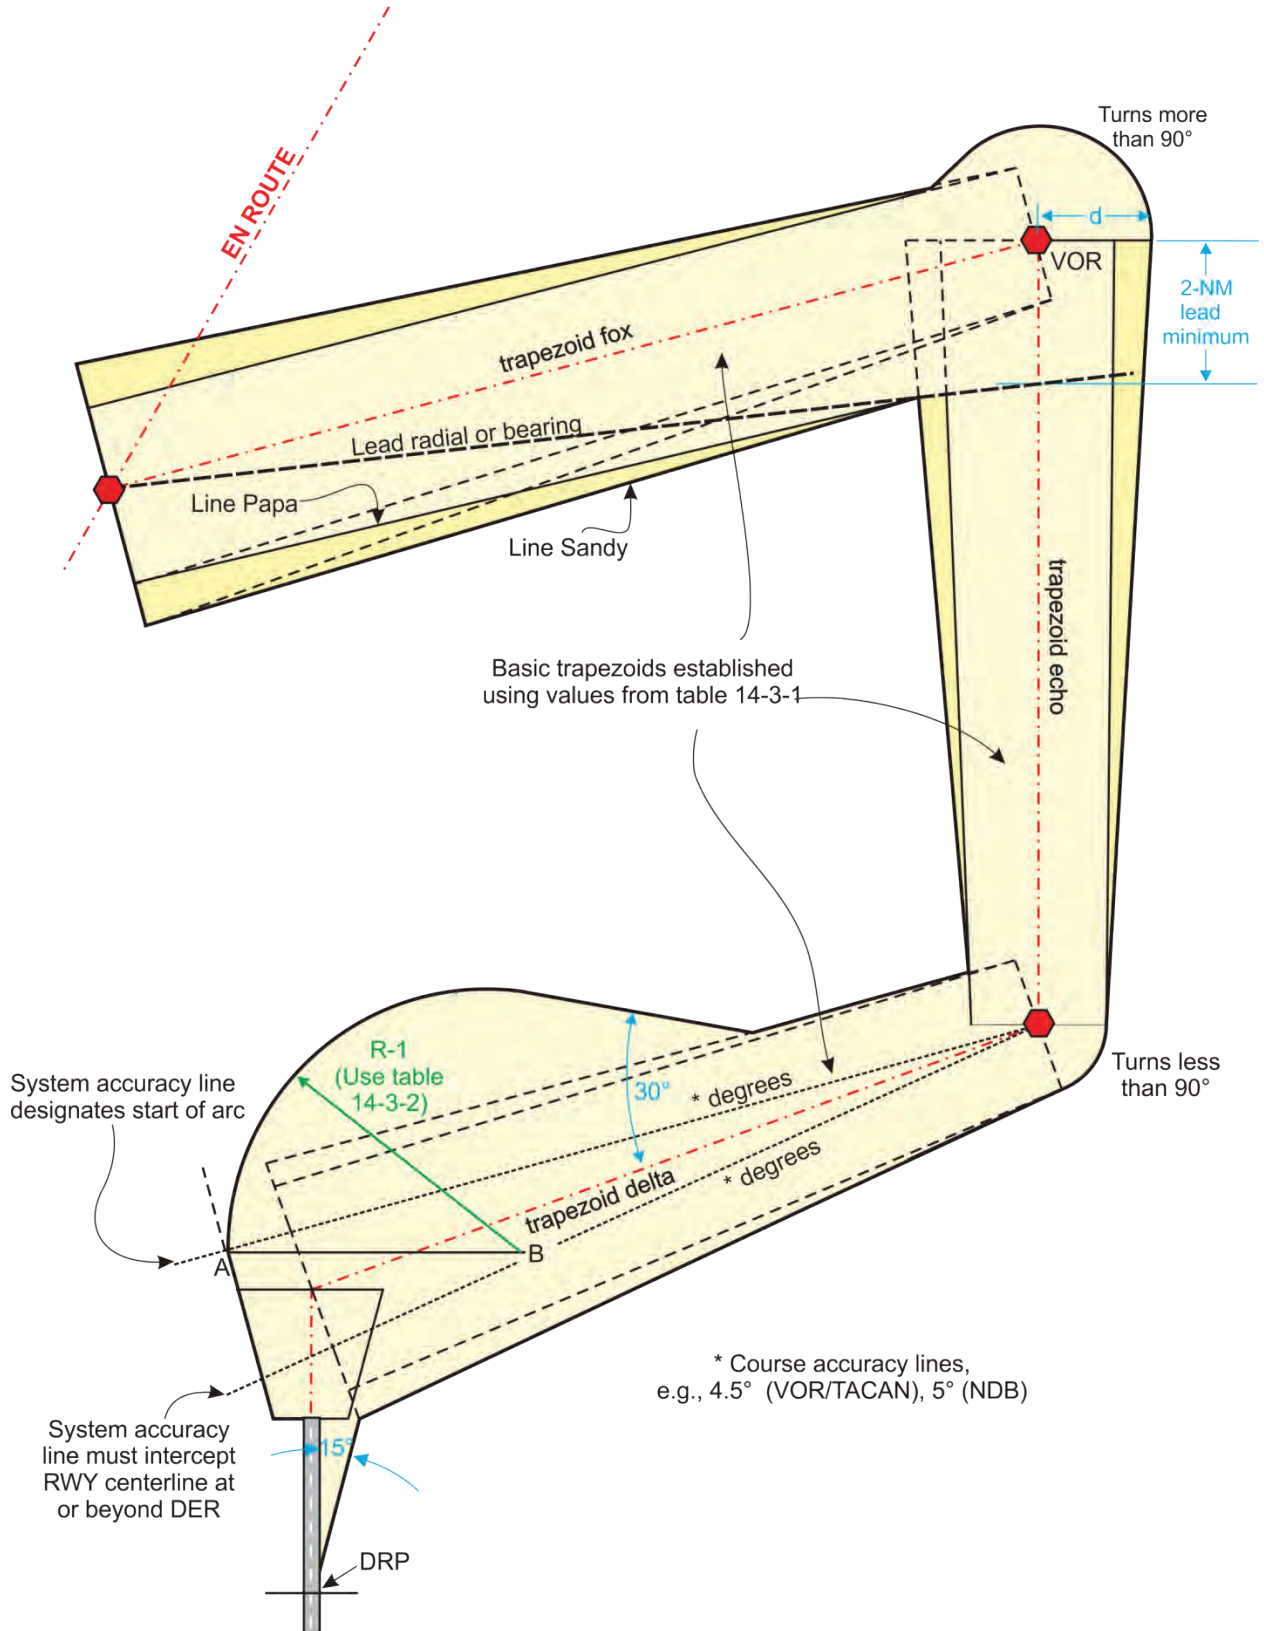 Turns more
than 90°
EN ROUTE
d
VOR
2-NM
lead
minimum
trapezoid fox
Lead radial or bearing
Line Papa
Line Sandy
trapezoid echo
Basic trapezoids established
using values from table 14-3-1
R-1
(Use table
14-3-2)
System accuracy line
designates start of arc
30°
* degrees
Turns less
than 90°
* degrees
trapezoid delta
A
B
* Course accuracy lines,
e.g., 4.5° (VOR/TACAN), 5° (NDB)
System accuracy
line must intercept
RWY centerline at
or beyond DER
15°
DRP